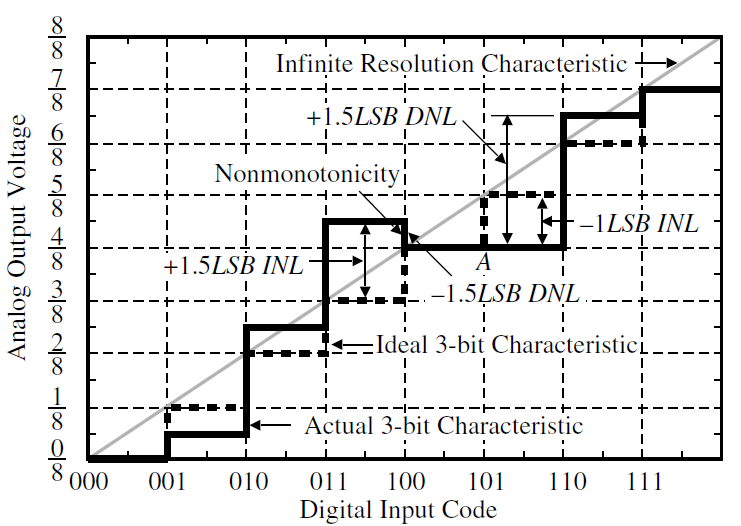 8
8
7
8
6
8
5
8
4
8
3
8
2
8
1
8
0
8
Analog Output Voltage
Infinite Resolution Characteristic
+1.5LSB DNL
Nonmonotonicity
–1LSB INL
+1.5LSB INL
A
–1.5LSB DNL
Ideal 3-bit Characteristic
Actual 3-bit Characteristic
000 001 010 011 100 101 110 111
Digital Input Code